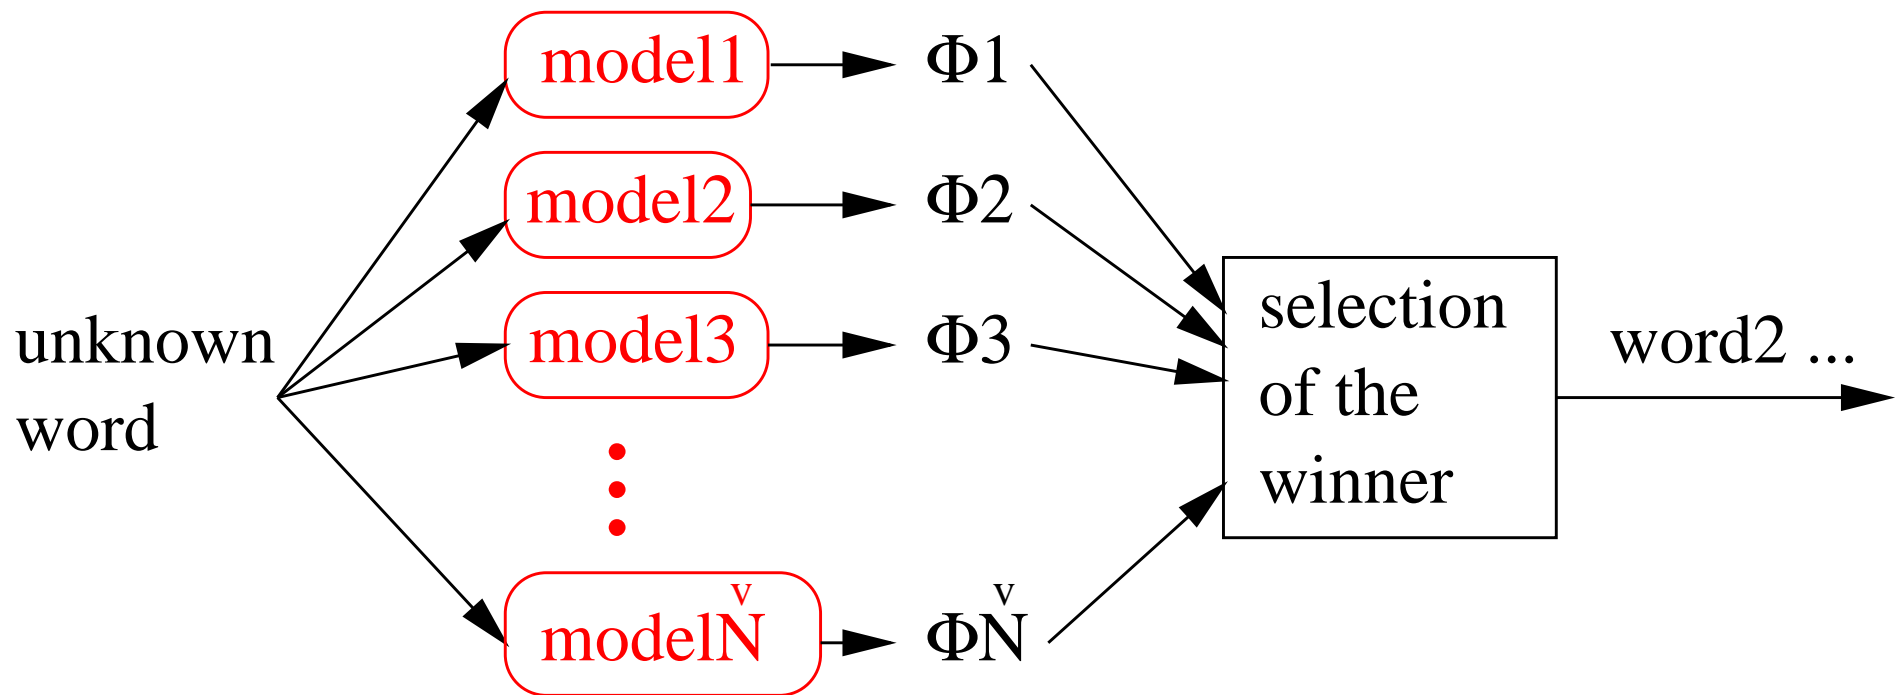 model1 Φ1
model2 Φ2
model3 Φ3
unknown
word
modelŇ ΦŇ
selection
of the
winner
word2 ...